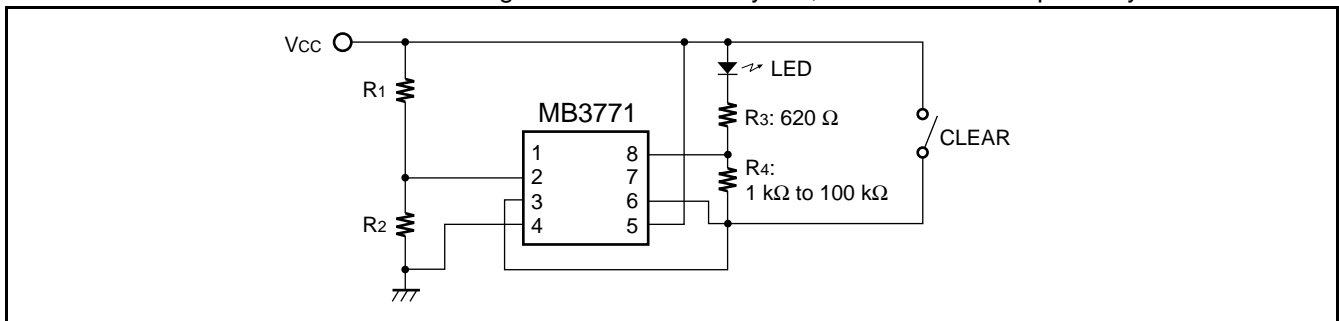 Vcc
R1
R2
MB3771
1
2
3
4
8
7
6
5
LED
R3: 620 Ω
R4:
1 kΩ to 100 kΩ
CLEAR